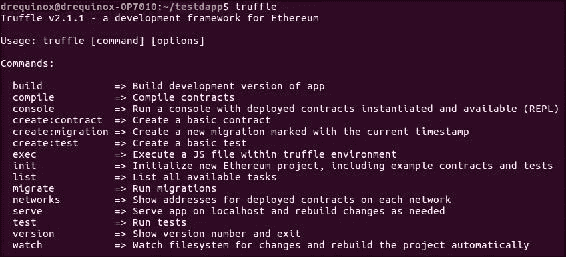 drequinox@drequinox-OP7010:~/testdapp$ truffle
Truffle v2.1.1 - a development framework for Ethereum
Usage: truffle [command] [options]
Commands:
build => Build development version of app
compile => Compile contracts
console => Run a console with deployed contracts instantiated and available (REPL)
create:contract => Create a basic contract
create:migration => Create a new migration marked with the current timestamp
create:test => Create a basic test
exec => Execute a JS file within truffle environment
init => Initialize new Ethereum project, including example contracts and tests
list => List all available tasks
migrate => Run migrations
networks => Show addresses for deployed contracts on each network
serve => Serve app on localhost and rebuild changes as needed
test => Run tests
version => Show version number and exit
watch => Watch filesystem for changes and rebuild the project automatically